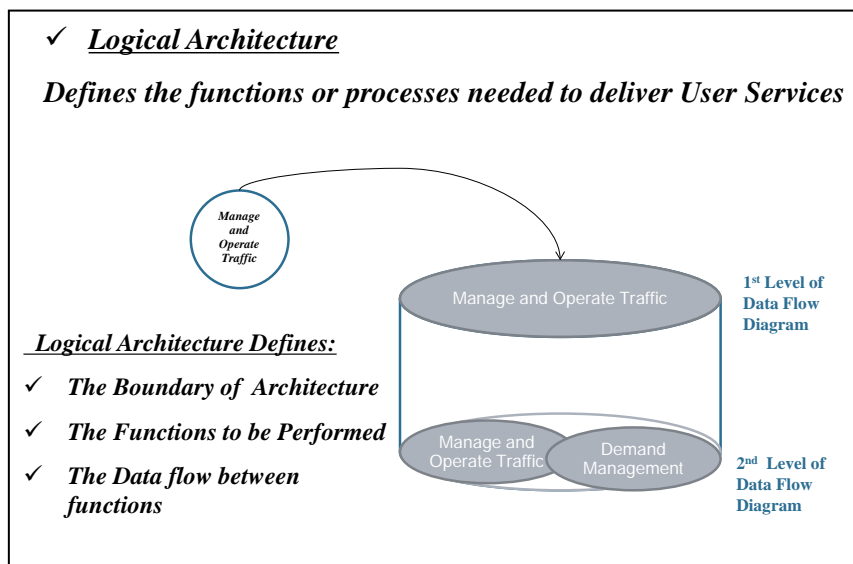 ✓ Logical Architecture
Defines the functions or processes needed to deliver User Services
Manage
and
Operate
Traffic
Manage and Operate Traffic
1st Level of
Data Flow
Diagram
Logical Architecture Defines:
✓ The Boundary of Architecture
✓ The Functions to be Performed
✓ The Data flow between
functions
Manage and
Operate Traffic
Demand
Management
2nd Level of
Data Flow
Diagram